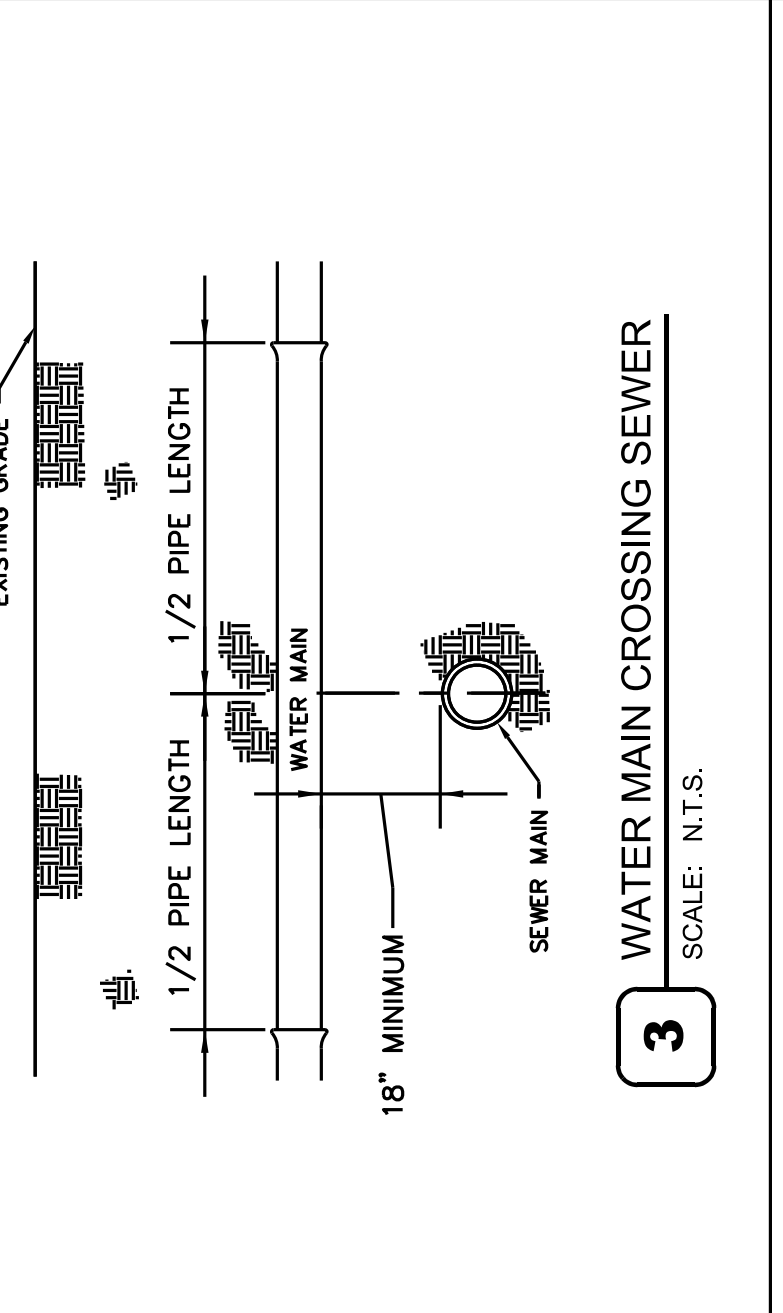 EXISTING GRADE
1/2 PIPE LENGTH
1/2 PIPE LENGTH
WATER MAIN
18" MINIMUM
SEWER MAIN
3
WATER MAIN CROSSING SEWER
SCALE: N.T.S.